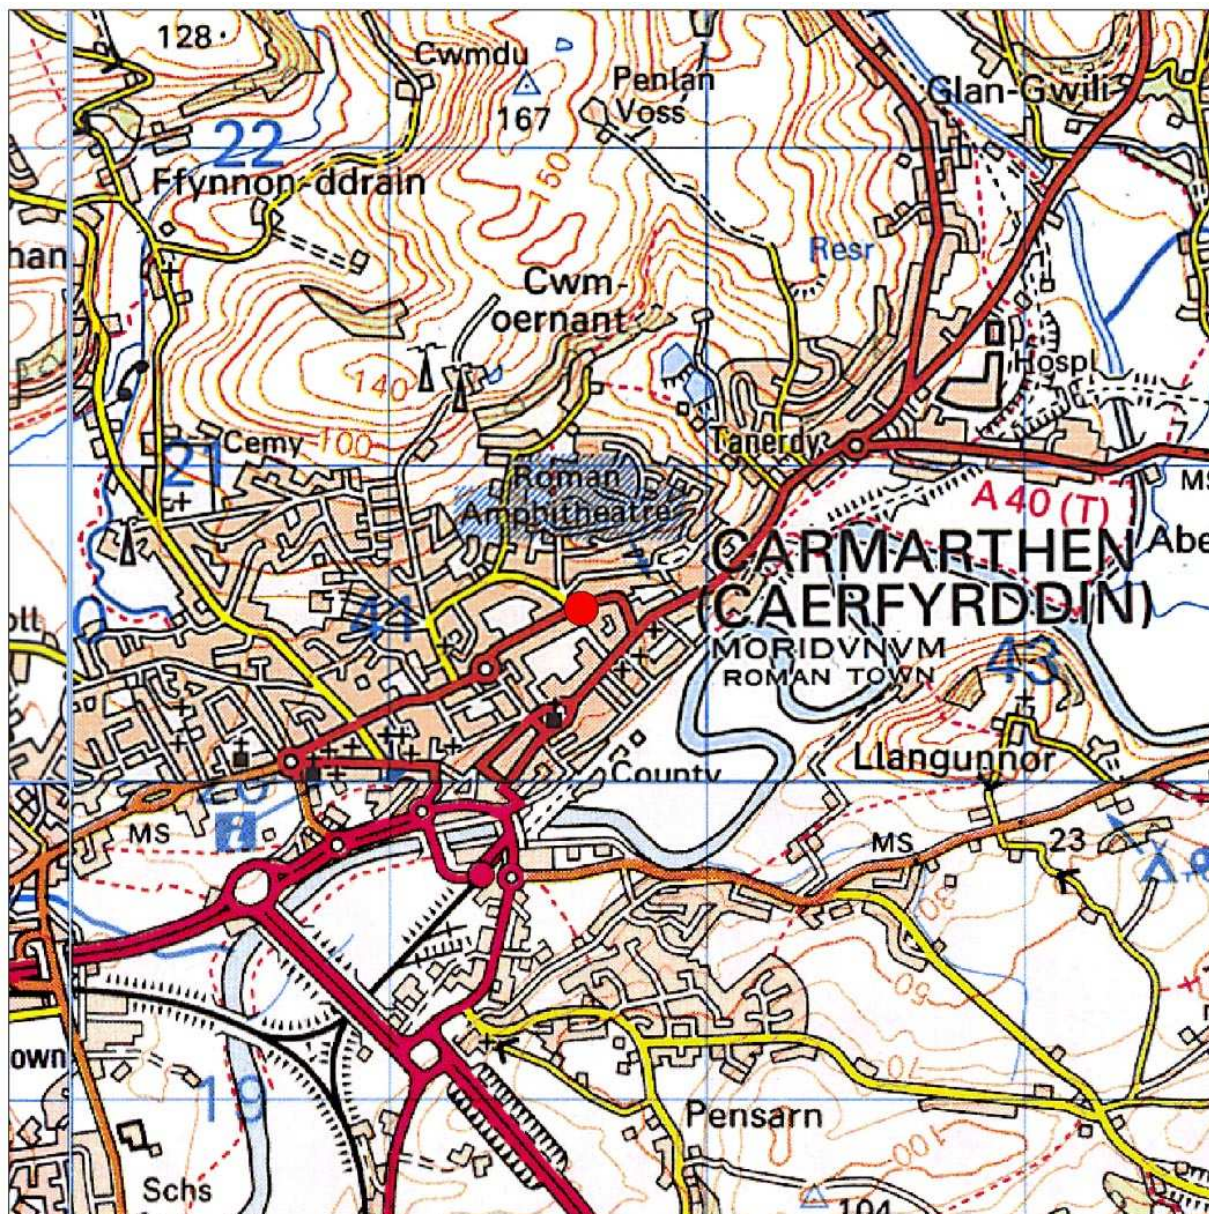 128
Cwmdu
167
Penlan
Voss
Glan-Gwili
22
Ffynnon-ddrain
150
Resr
han
Cwm-
oernant
140
Hospl
100
Cemy
21
Tanerdy
Roman
Amphitheatre
A 40 (T)
MS
CARMARTHEN
(CAERFYRDDIN)
Abe
MORIDVNVM
ROMAN TOWN
41
43
Llangunnor
County
MS
i
MS
23
30
50
70
own
19
Pensarn
100
Schs
104